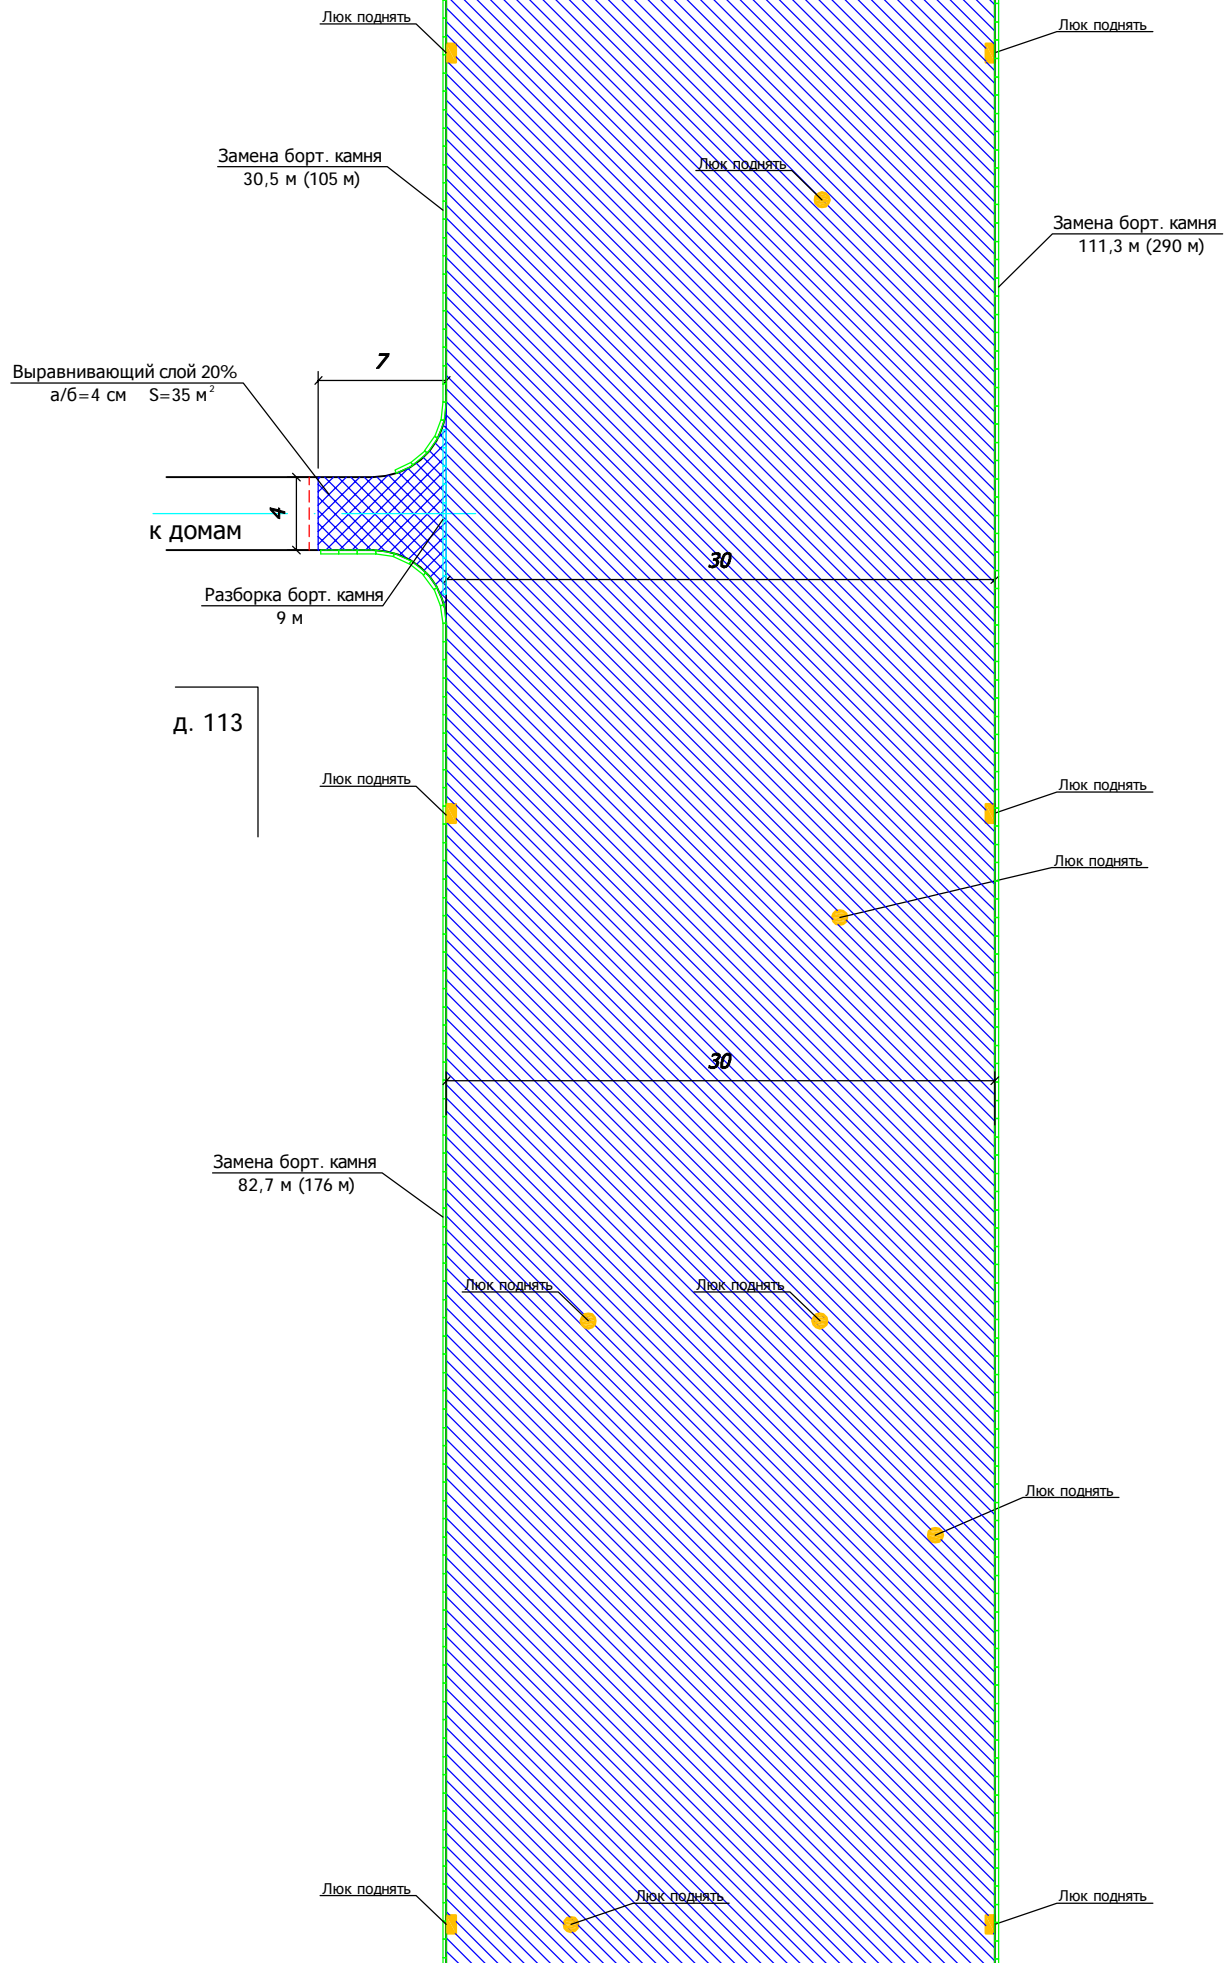 Люк поднять
Люк поднять
Замена борт. камня
30,5 м (105 м)
Люк поднять
Замена борт. камня
111,3 м (290 м)
7
Выравнивающий слой 20%
а/б=4 см S=35 м²
4
к домам
30
Разборка борт. камня
9 м
д. 113
Люк поднять
Люк поднять
Люк поднять
30
Замена борт. камня
82,7 м (176 м)
Люк поднять
Люк поднять
Люк поднять
Люк поднять
Люк поднять
Люк поднять